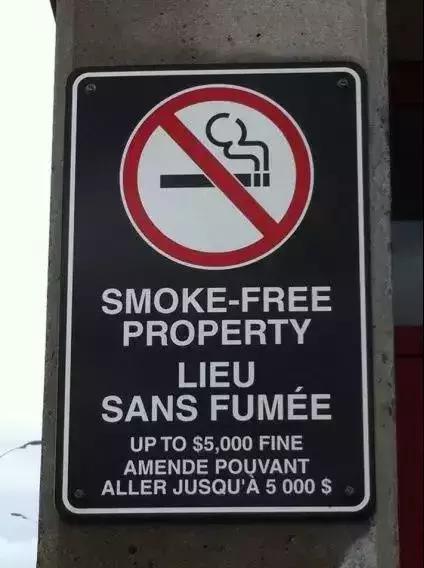 SMOKE-FREE
PROPERTY
LIEU
SANS FUMÉE
UP TO $5,000 FINE
AMENDE POUVANT
ALLER JUSQU'À 5 000 $